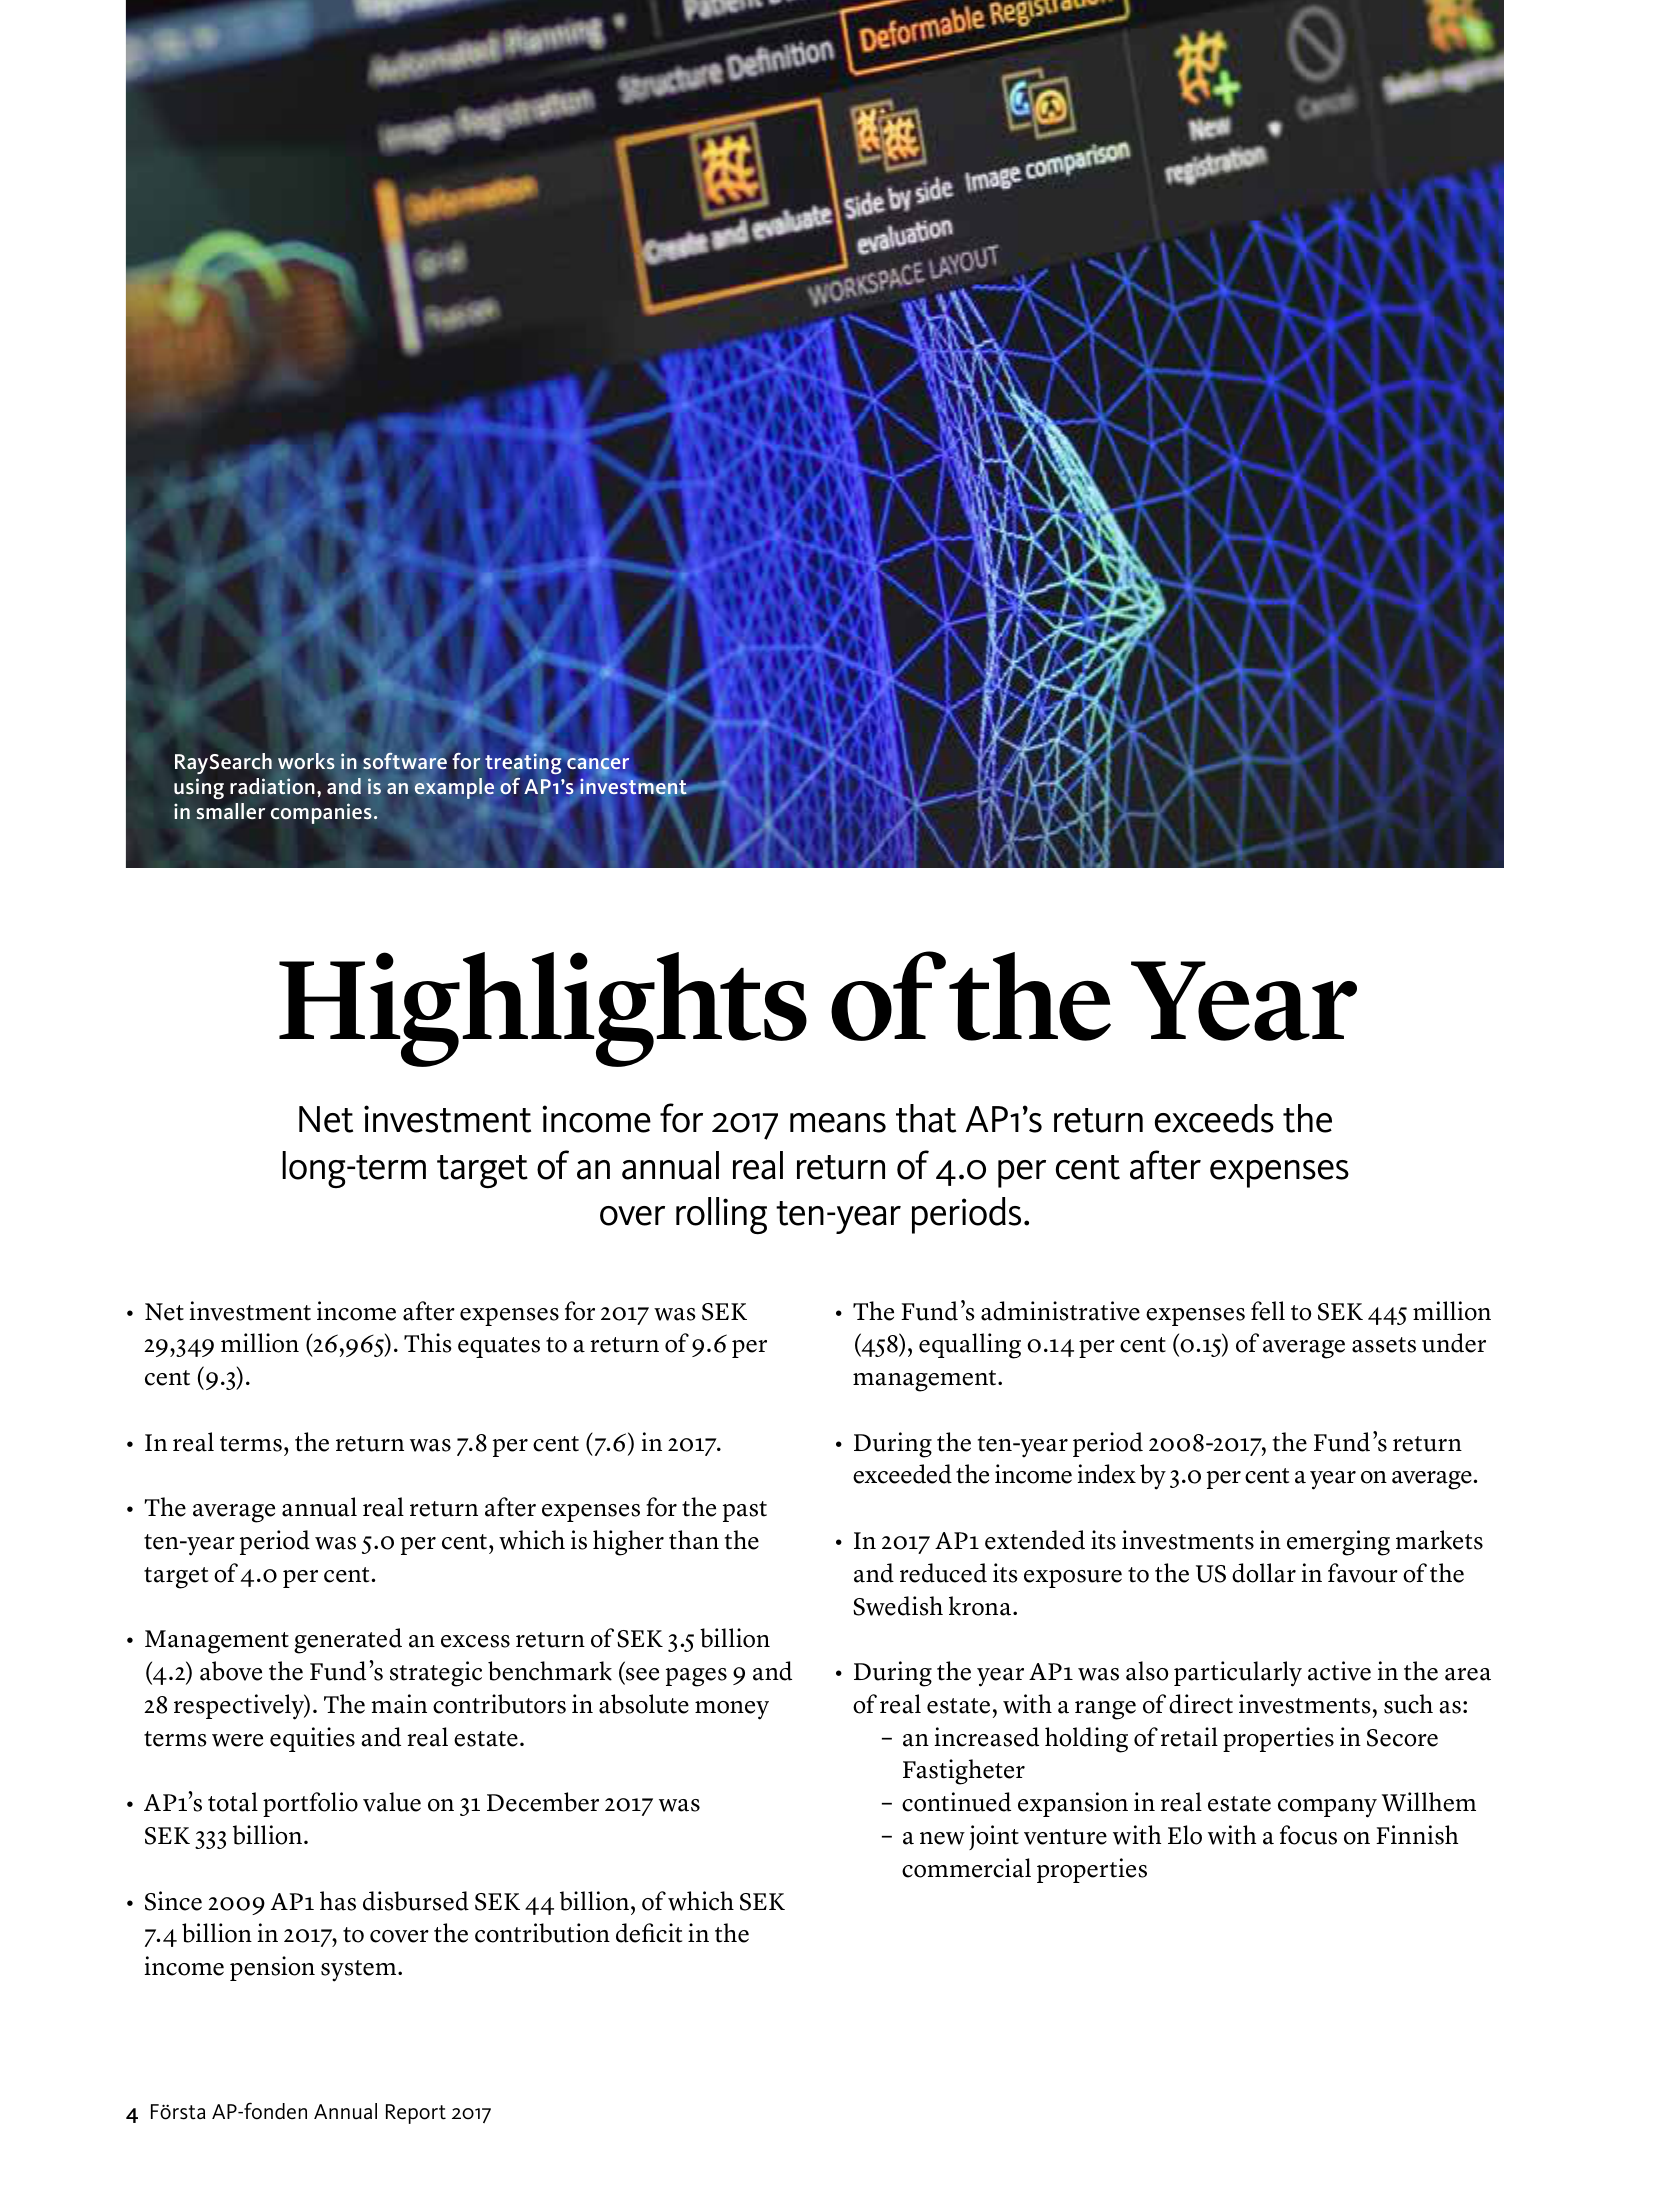 Automated Planning
Structure Definition
Deformable Registration
Image Registration
Deformation
Grid
Fusion
Create and evaluate
Side by side
evaluation
Image comparison
WORKSPACE LAYOUT
New
registration
Cancel
RaySearch works in software for treating cancer
using radiation, and is an example of AP1’s investment
in smaller companies.
Highlights of the Year
Net investment income for 2017 means that AP1’s return exceeds the
long-term target of an annual real return of 4.0 per cent after expenses
over rolling ten-year periods.
• Net investment income after expenses for 2017 was SEK
29,349 million (26,965). This equates to a return of 9.6 per
cent (9.3).
• In real terms, the return was 7.8 per cent (7.6) in 2017.
• The average annual real return after expenses for the past
ten-year period was 5.0 per cent, which is higher than the
target of 4.0 per cent.
• Management generated an excess return of SEK 3.5 billion
(4.2) above the Fund’s strategic benchmark (see pages 9 and
28 respectively). The main contributors in absolute money
terms were equities and real estate.
• AP1’s total portfolio value on 31 December 2017 was
SEK 333 billion.
• Since 2009 AP1 has disbursed SEK 44 billion, of which SEK
7.4 billion in 2017, to cover the contribution deficit in the
income pension system.
• The Fund’s administrative expenses fell to SEK 445 million
(458), equalling 0.14 per cent (0.15) of average assets under
management.
• During the ten-year period 2008-2017, the Fund’s return
exceeded the income index by 3.0 per cent a year on average.
• In 2017 AP1 extended its investments in emerging markets
and reduced its exposure to the US dollar in favour of the
Swedish krona.
• During the year AP1 was also particularly active in the area
of real estate, with a range of direct investments, such as:
– an increased holding of retail properties in Secore
Fastigheter
– continued expansion in real estate company Willhem
– a new joint venture with Elo with a focus on Finnish
commercial properties
4 Första AP-fonden Annual Report 2017